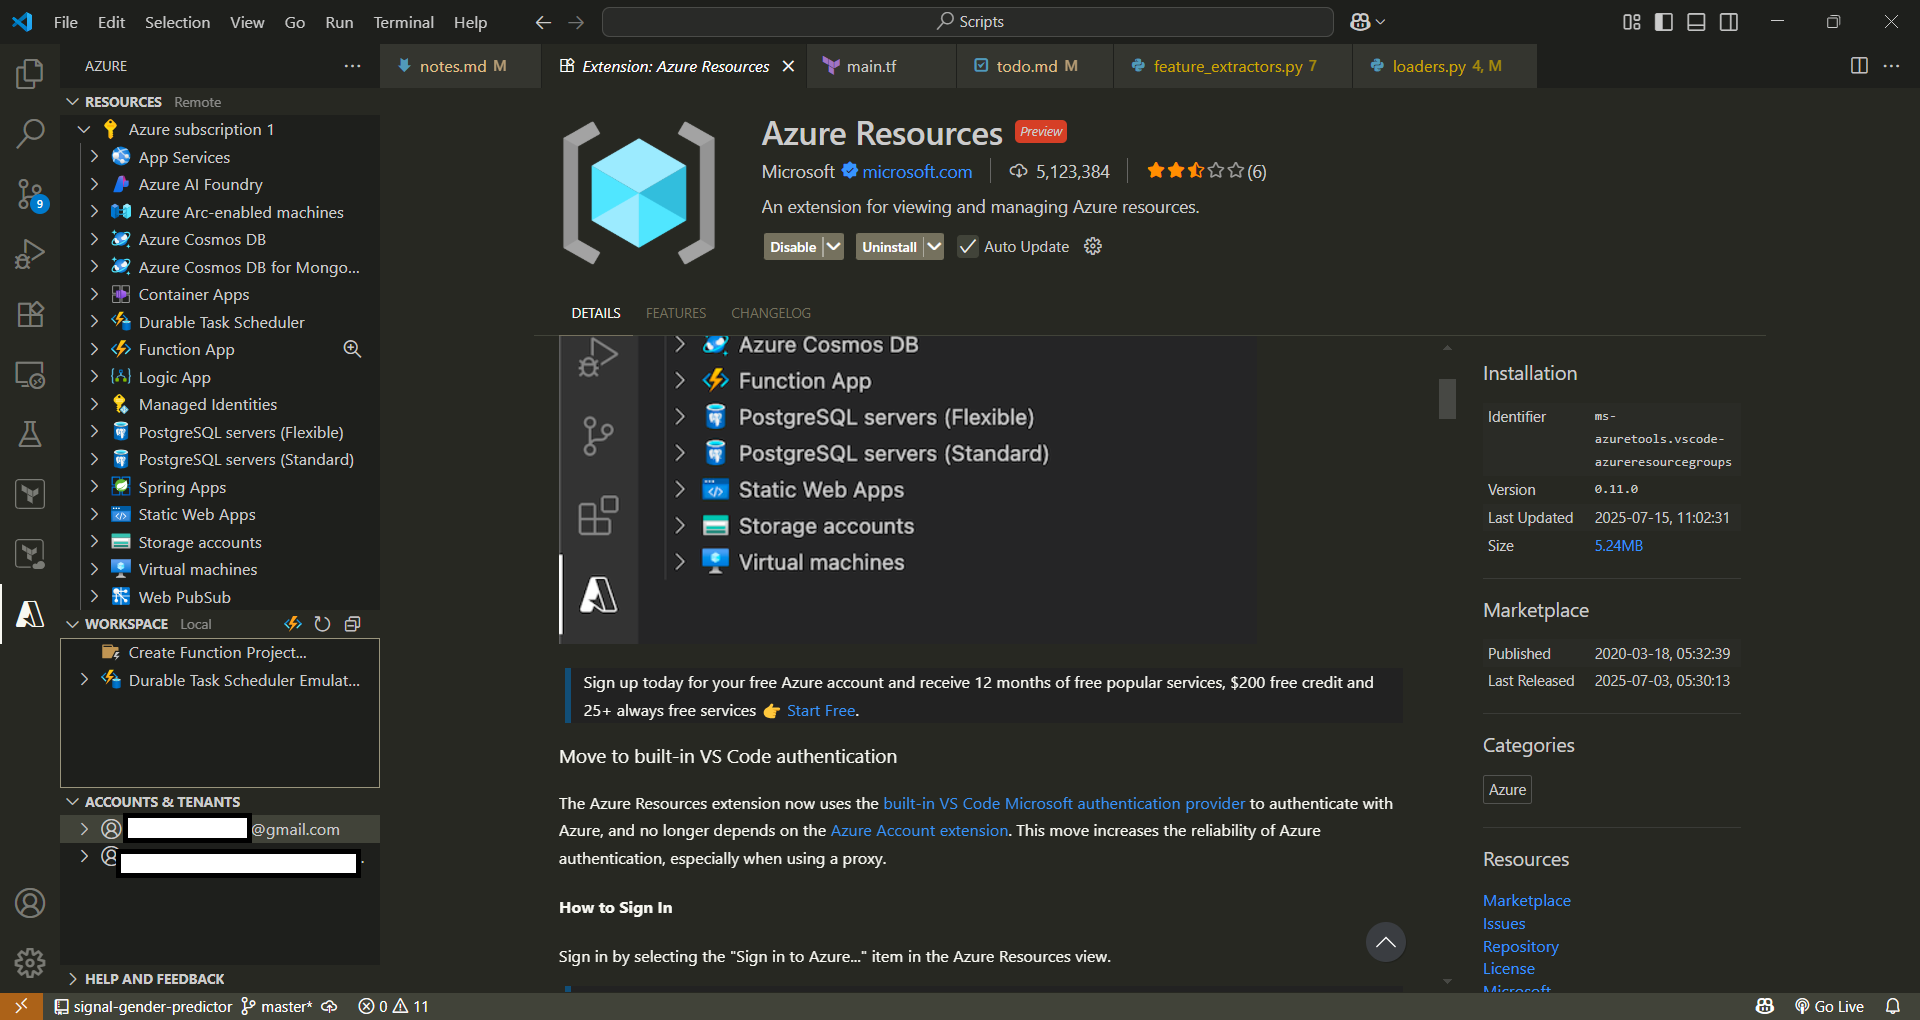 File Edit Selection View Go Run Terminal Help
Scripts
AZURE
notes.md M
Extension: Azure Resources
main.tf
todo.md M
feature_extractors.py 7
loaders.py 4, M
RESOURCES Remote
Azure subscription 1
App Services
Azure AI Foundry
Azure Arc-enabled machines
Azure Cosmos DB
Azure Cosmos DB for Mongo...
Container Apps
Durable Task Scheduler
Function App
Logic App
Managed Identities
PostgreSQL servers (Flexible)
PostgreSQL servers (Standard)
Spring Apps
Static Web Apps
Storage accounts
Virtual machines
Web PubSub
9
WORKSPACE Local
Create Function Project...
Durable Task Scheduler Emulat...
ACCOUNTS & TENANTS
@gmail.com
HELP AND FEEDBACK
Azure Resources Preview
Microsoft microsoft.com 5,123,384 (6)
An extension for viewing and managing Azure resources.
Disable Uninstall Auto Update
DETAILS FEATURES CHANGELOG
Azure Cosmos DB
Function App
PostgreSQL servers (Flexible)
PostgreSQL servers (Standard)
Static Web Apps
Storage accounts
Virtual machines
Sign up today for your free Azure account and receive 12 months of free popular services, $200 free credit and
25+ always free services 👉 Start Free.
Move to built-in VS Code authentication
The Azure Resources extension now uses the built-in VS Code Microsoft authentication provider to authenticate with
Azure, and no longer depends on the Azure Account extension. This move increases the reliability of Azure
authentication, especially when using a proxy.
How to Sign In
Sign in by selecting the "Sign in to Azure..." item in the Azure Resources view.
Installation
Identifier ms-
azuretools.vscode-
azureresourcegroups
Version 0.11.0
Last Updated 2025-07-15, 11:02:31
Size 5.24MB
Marketplace
Published 2020-03-18, 05:32:39
Last Released 2025-07-03, 05:30:13
Categories
Azure
Resources
Marketplace
Issues
Repository
License
Microsoft
signal-gender-predictor master* 0 11
Go Live